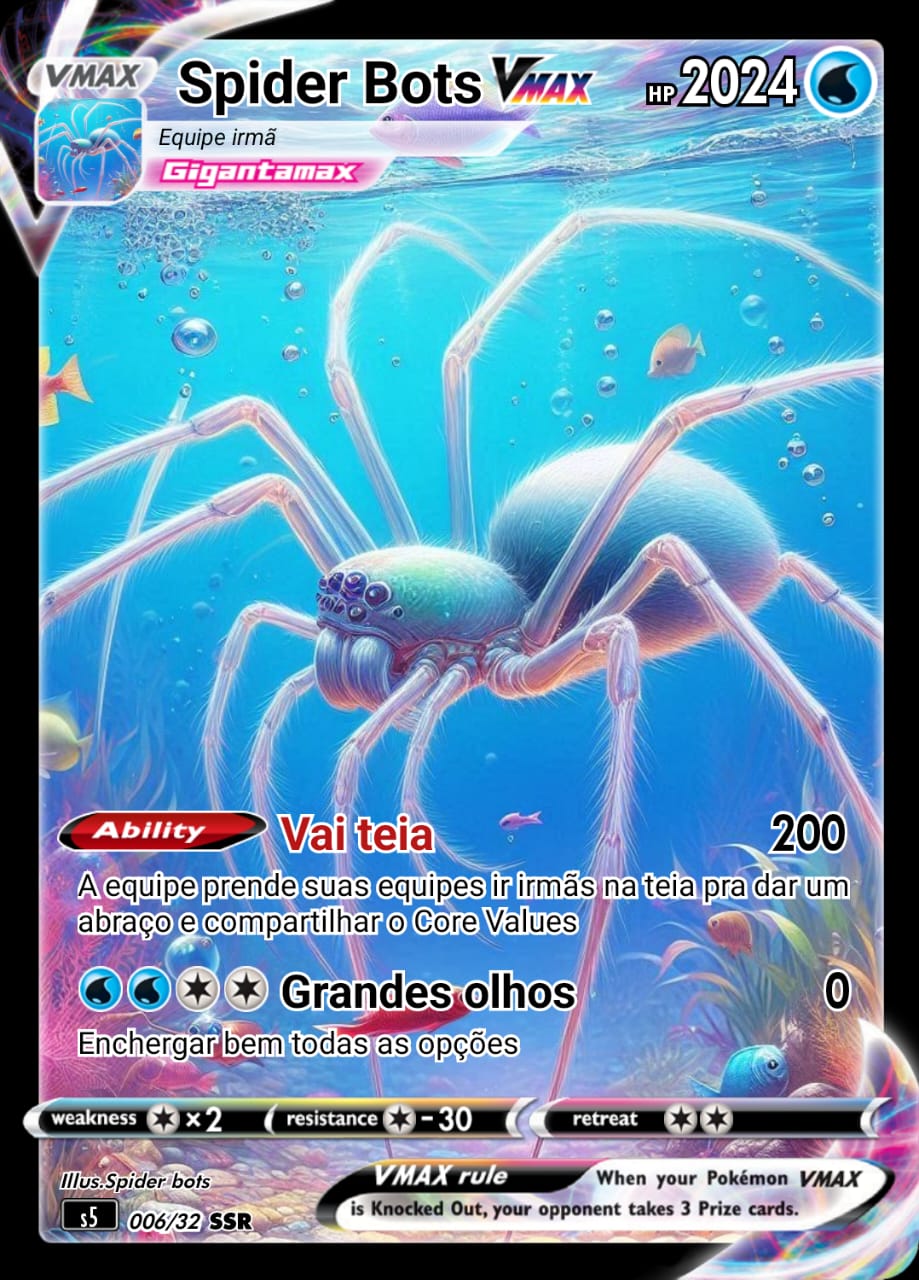 VMAX
Spider Bots VMAX HP 2024
Equipe irmã
Gigantamax
Ability Vai teia 200
A equipe prende suas equipes ir irmãs na teia pra dar um
abraço e compartilhar o Core Values
Grandes olhos 0
Enchergar bem todas as opções
weakness ×2 resistance -30 retreat
Illus.Spider bots
s5 006/32 SSR
VMAX rule When your Pokémon VMAX
is Knocked Out, your opponent takes 3 Prize cards.